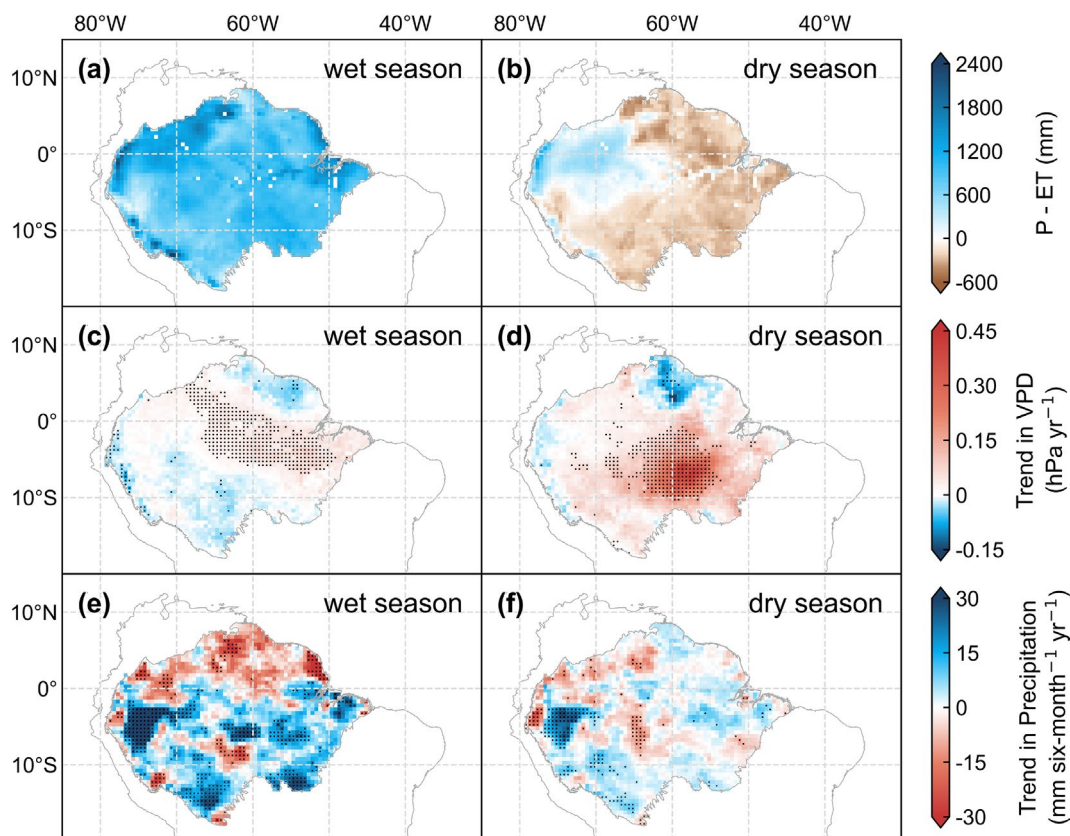 80°W 60°W 40°W 80°W 60°W 40°W
(a) wet season (b) dry season
10°N
0°
10°S
2400
1800
1200
600
0
-600
P - ET (mm)
(c) wet season (d) dry season
10°N
0°
10°S
0.45
0.30
0.15
0
-0.15
Trend in VPD
(hPa yr⁻¹)
(e) wet season (f) dry season
10°N
0°
10°S
30
15
0
-15
-30
Trend in Precipitation
(mm six-month⁻¹ yr⁻¹)